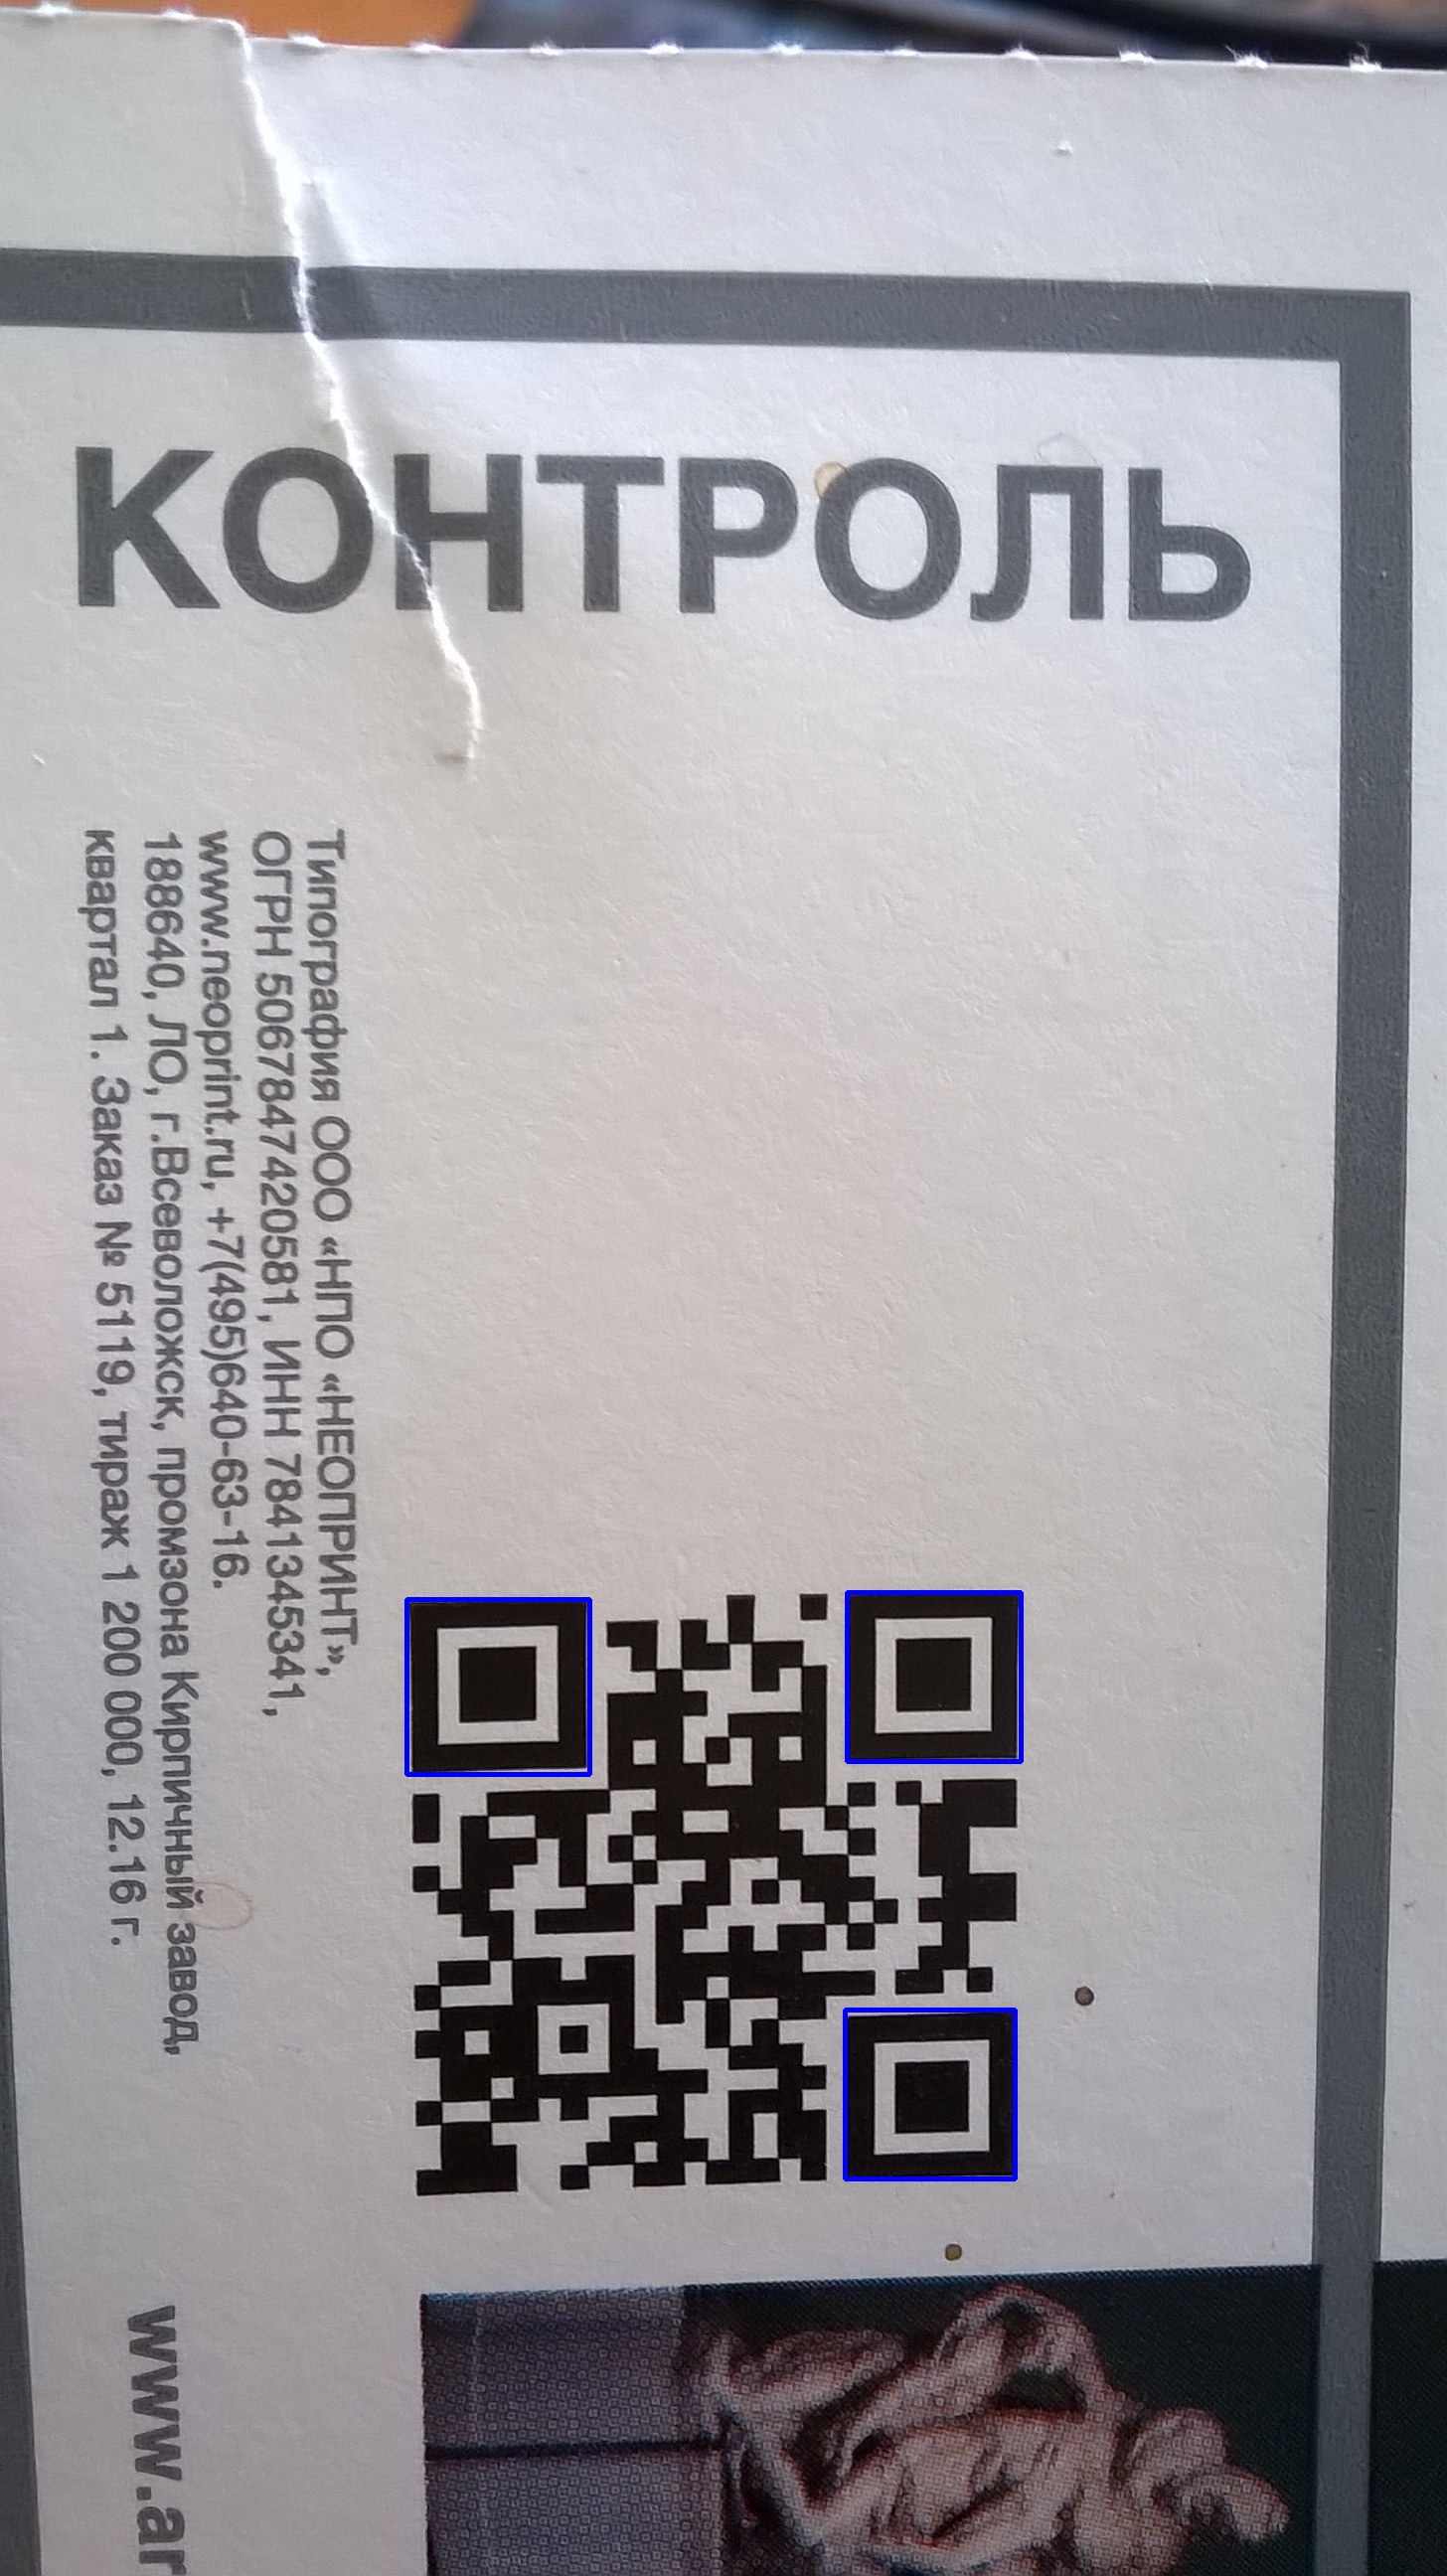 КОНТРОЛЬ
Типография ООО «НПО «НЕОПРИНТ»,
ОГРН 5067847420581, ИНН 7841345341,
www.neoprint.ru, +7(495)640-63-16.
188640, ЛО, г.Всеволожск, промзона Кирпичный завод,
квартал 1. Заказ № 5119, тираж 1 200 000, 12.16 г.
www.ar